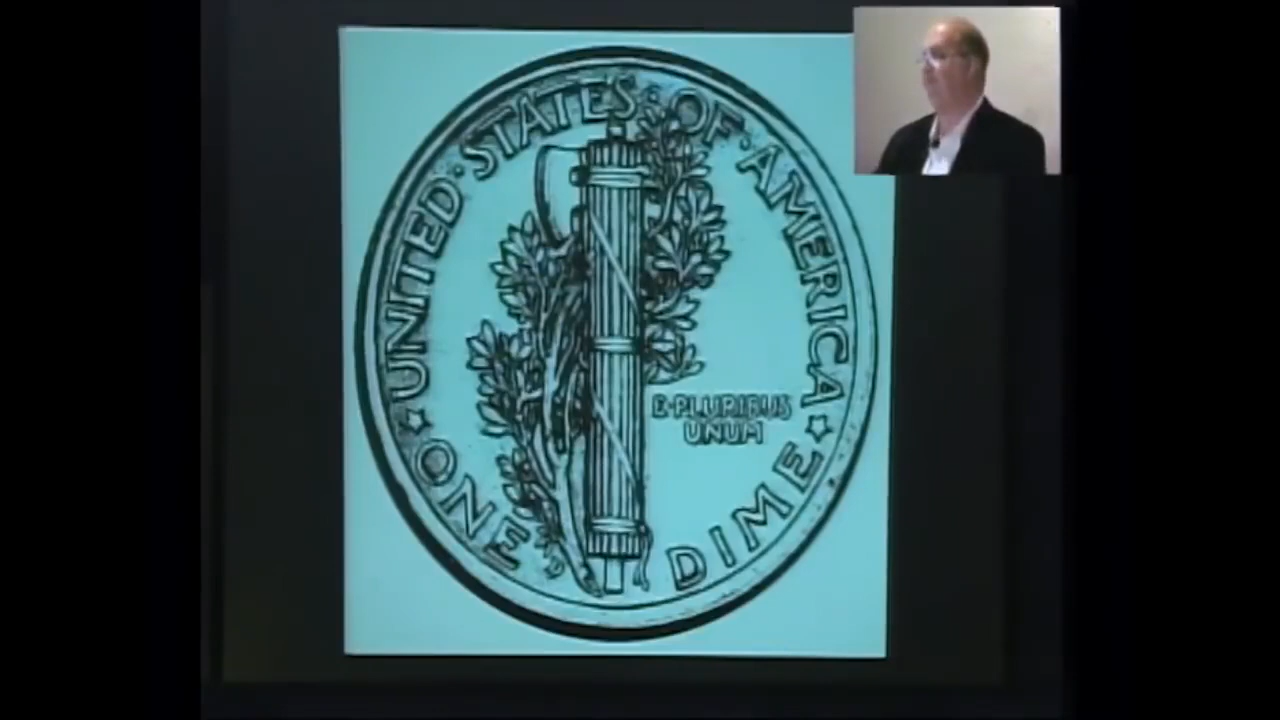 UNITED·STATES·OF·AMERICA
E·PLURIBUS
UNUM
ONE DIME
D